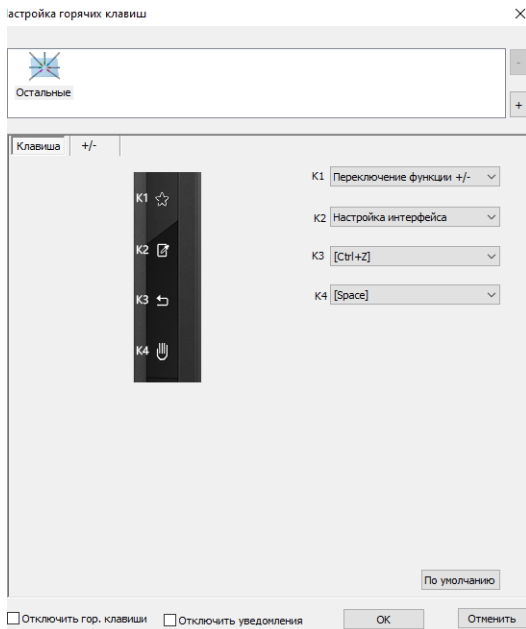 астройка горячих клавиш
Остальные
-
+
Клавиша +/-
K1
K2
K3
K4
K1 Переключение функции +/-
K2 Настройка интерфейса
K3 [Ctrl+Z]
K4 [Space]
По умолчанию
Отключить гор. клавиши Отключить уведомления OK Отменить